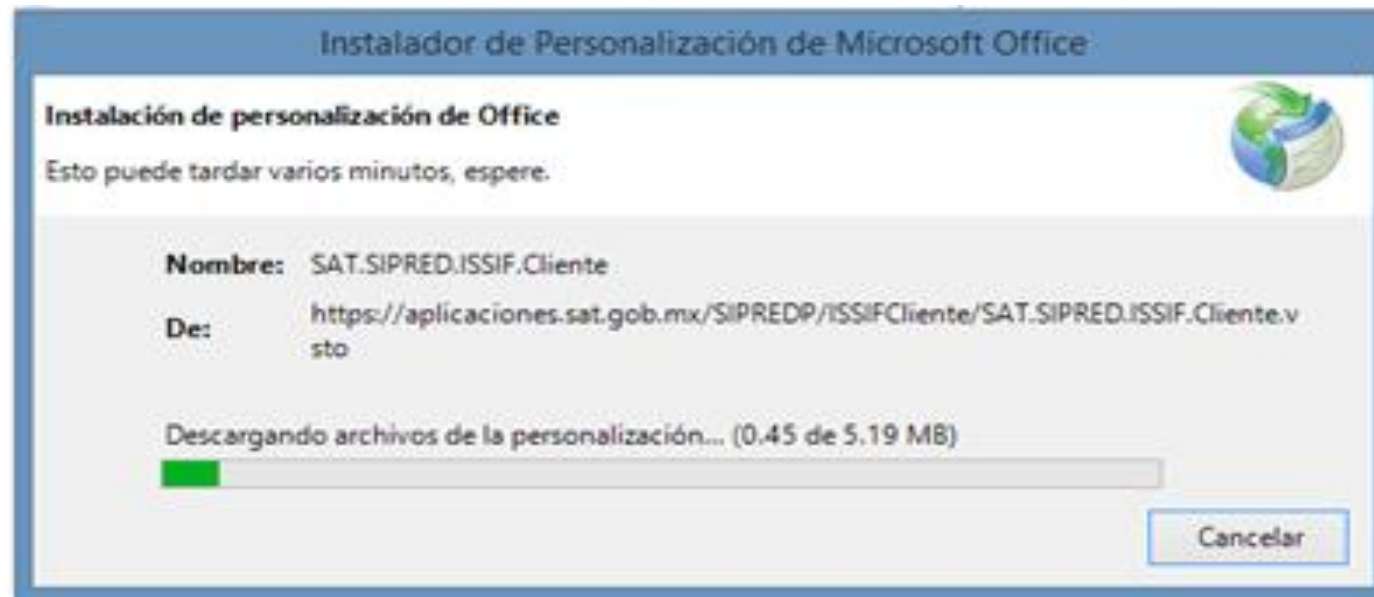 Instalador de Personalización de Microsoft Office
Instalación de personalización de Office
Esto puede tardar varios minutos, espere.
Nombre: SAT.SIPRED.ISSIF.Cliente
De: https://aplicaciones.sat.gob.mx/SIPREDP/ISSIFCliente/SAT.SIPRED.ISSIF.Cliente.v
sto
Descargando archivos de la personalización... (0.45 de 5.19 MB)
Cancelar